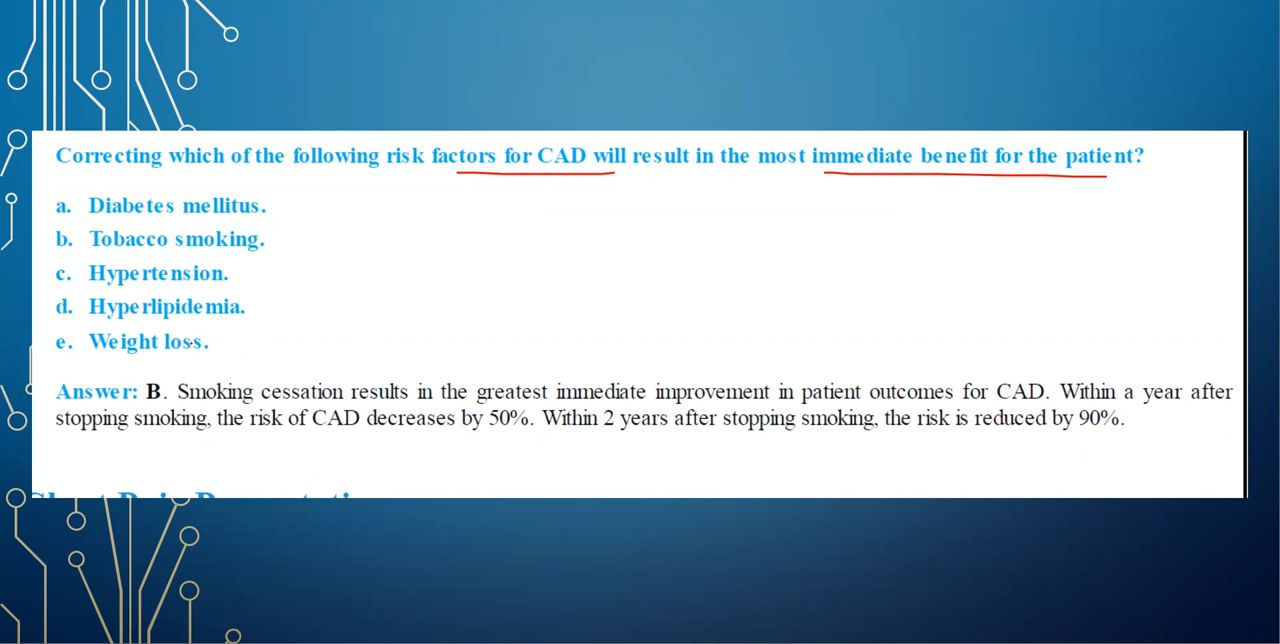 Correcting which of the following risk factors for CAD will result in the most immediate benefit for the patient?
a. Diabetes mellitus.
b. Tobacco smoking.
c. Hypertension.
d. Hyperlipidemia.
e. Weight loss.
Answer: B. Smoking cessation results in the greatest immediate improvement in patient outcomes for CAD. Within a year after
stopping smoking, the risk of CAD decreases by 50%. Within 2 years after stopping smoking, the risk is reduced by 90%.